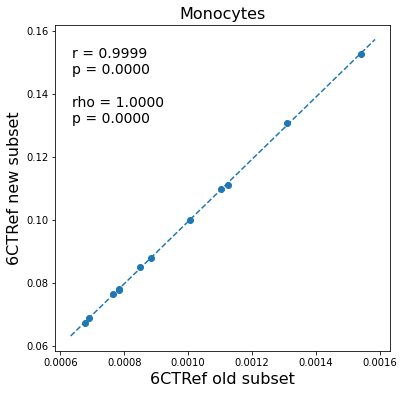 Monocytes
r = 0.9999
p = 0.0000
rho = 1.0000
p = 0.0000
6CTRef new subset
0.16
0.14
0.12
0.10
0.08
0.06
0.0006 0.0008 0.0010 0.0012 0.0014 0.0016
6CTRef old subset